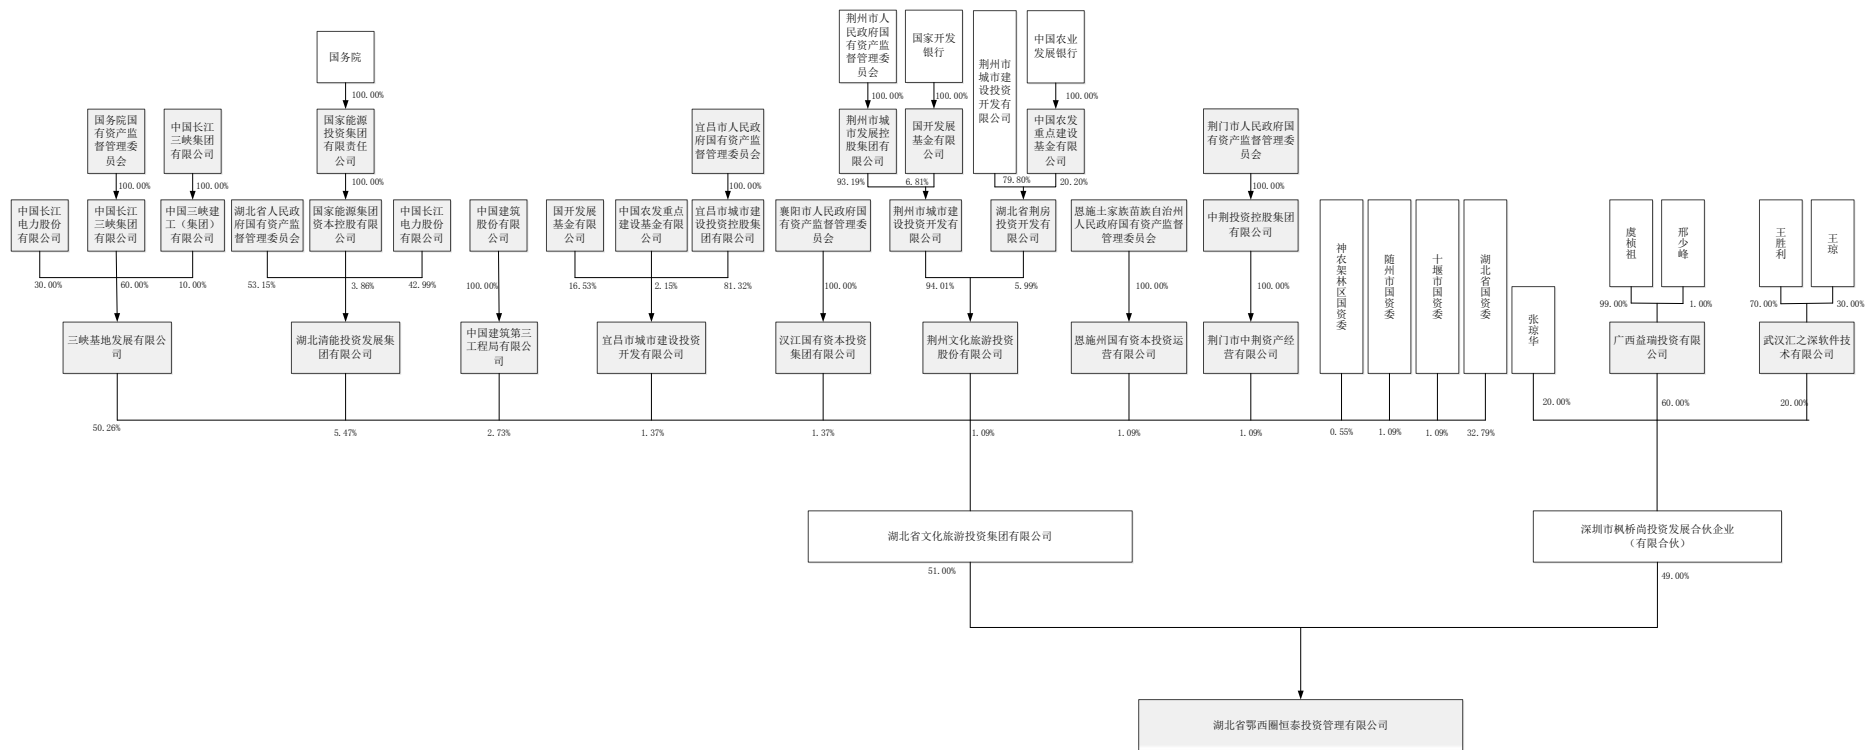 国务院
荆州市人
民政府国
有资产监
督管理委
员会
国家开发
银行
荆州市
城市建
设投资
开发有
限公司
中国农业
发展银行
100.00%
100.00%
100.00%
100.00%
国务院国
有资产监
督管理委
员会
中国长江
三峡集团
有限公司
国家能源
投资集团
有限责任
公司
宜昌市人民政
府国有资产监
督管理委员会
荆州市城
市发展控
股集团有
限公司
国开发展
基金有限
公司
中国农发
重点建设
基金有限
公司
荆门市人民政府国
有资产监督管理委
员会
100.00%
100.00%
100.00%
100.00%
93.19%
6.81%
79.80%
20.20%
100.00%
中国长江
电力股份
有限公司
中国长江
三峡集团
有限公司
中国三峡建
工（集团）
有限公司
湖北省人民政
府国有资产监
督管理委员会
国家能源集团
资本控股有限
公司
中国长江
电力股份
有限公司
中国建筑
股份有限
公司
国开发展
基金有限
公司
中国农发重点
建设基金有限
公司
宜昌市城市建
设投资控股集
团有限公司
襄阳市人民政府国
有资产监督管理委
员会
荆州市城市建
设投资开发有
限公司
湖北省荆房
投资开发有
限公司
恩施土家族苗族自治州
人民政府国有资产监督
管理委员会
中荆投资控股集团
有限公司
神农架林区国资委
随州市国资委
十堰市国资委
湖北省国资委
张琼华
虞桢祖
邢少峰
王胜利
王琼
30.00%
60.00%
10.00%
53.15%
3.86%
42.99%
100.00%
16.53%
2.15%
81.32%
100.00%
94.01%
5.99%
100.00%
100.00%
99.00%
1.00%
70.00%
30.00%
三峡基地发展有限公
司
湖北清能投资发展集
团有限公司
中国建筑第三
工程局有限公
司
宜昌市城市建设投资
开发有限公司
汉江国有资本投资
集团有限公司
荆州文化旅游投资
股份有限公司
恩施州国有资本投资运
营有限公司
荆门市中荆资产经
营有限公司
广西益瑞投资有限
公司
武汉汇之深软件技
术有限公司
50.26%
5.47%
2.73%
1.37%
1.37%
1.09%
1.09%
1.09%
0.55%
1.09%
1.09%
32.79%
20.00%
60.00%
20.00%
湖北省文化旅游投资集团有限公司
深圳市枫桥尚投资发展合伙企业
（有限合伙）
51.00%
49.00%
湖北省鄂西圈恒泰投资管理有限公司